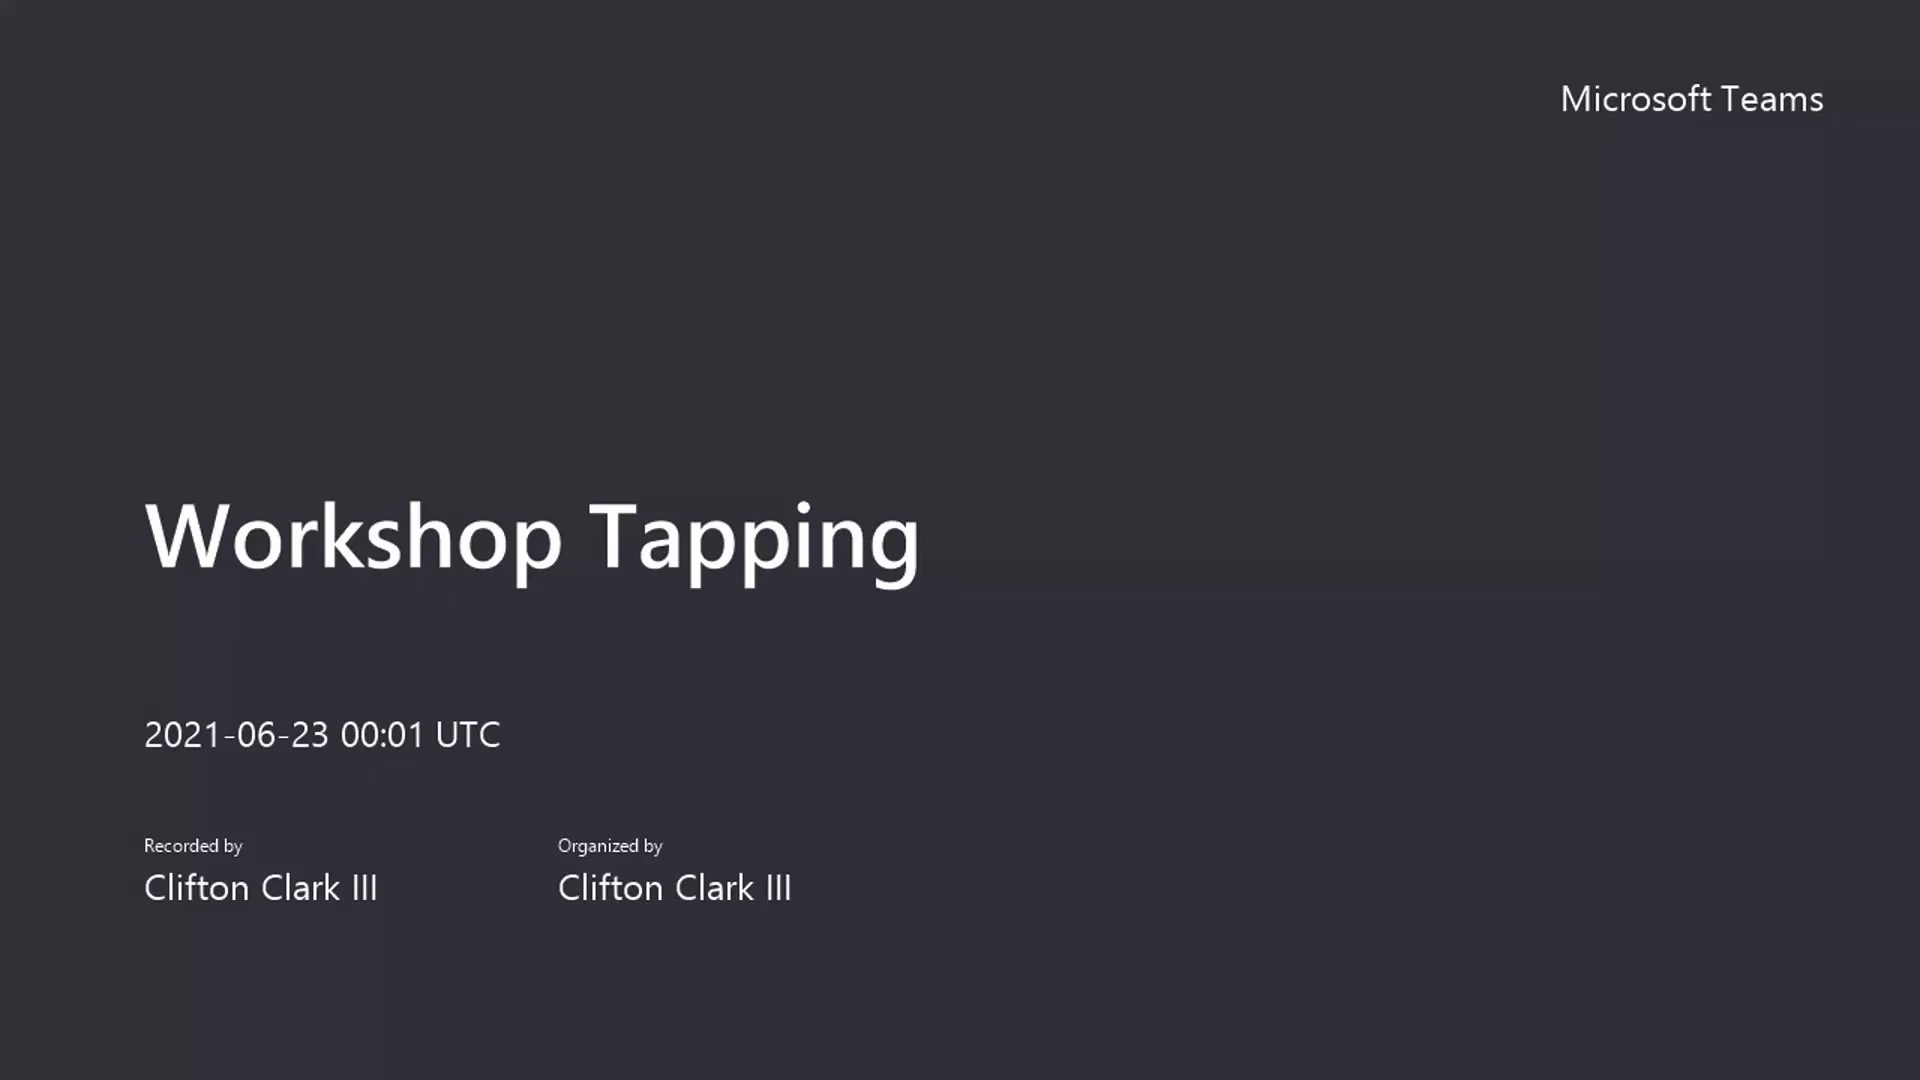 Microsoft Teams
Workshop Tapping
2021-06-23 00:01 UTC
Recorded by
Clifton Clark III
Organized by
Clifton Clark III